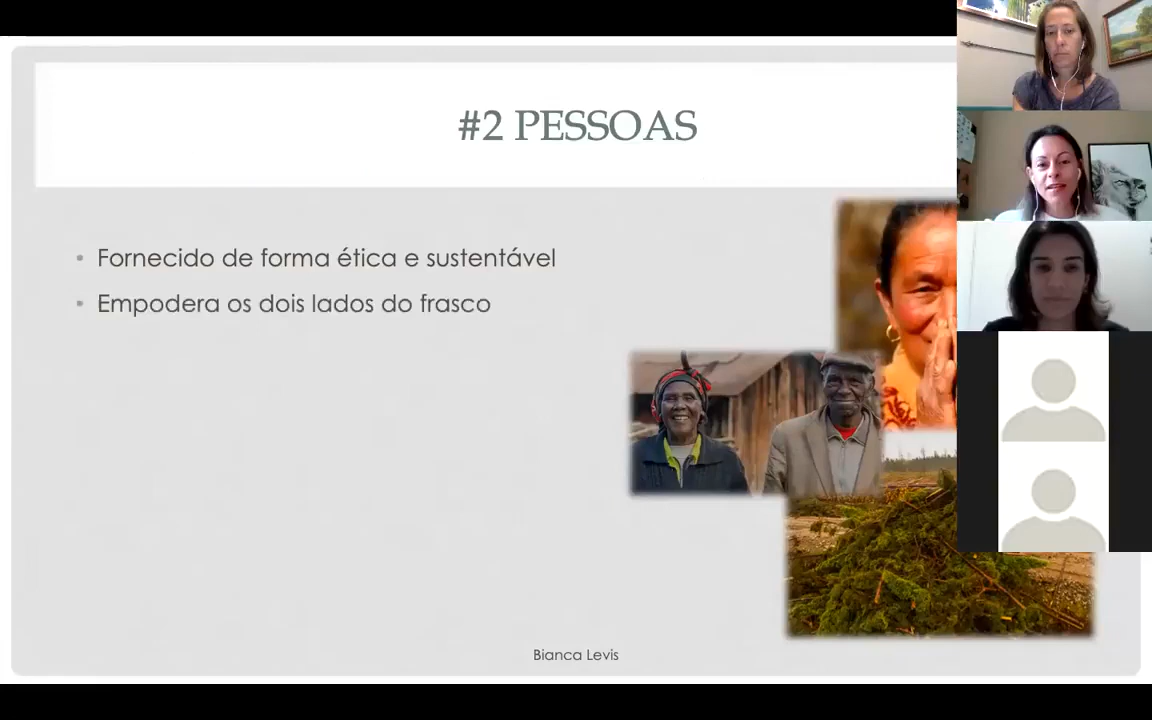 #2 PESSOAS
• Fornecido de forma ética e sustentável
• Empodera os dois lados do frasco
Bianca Levis